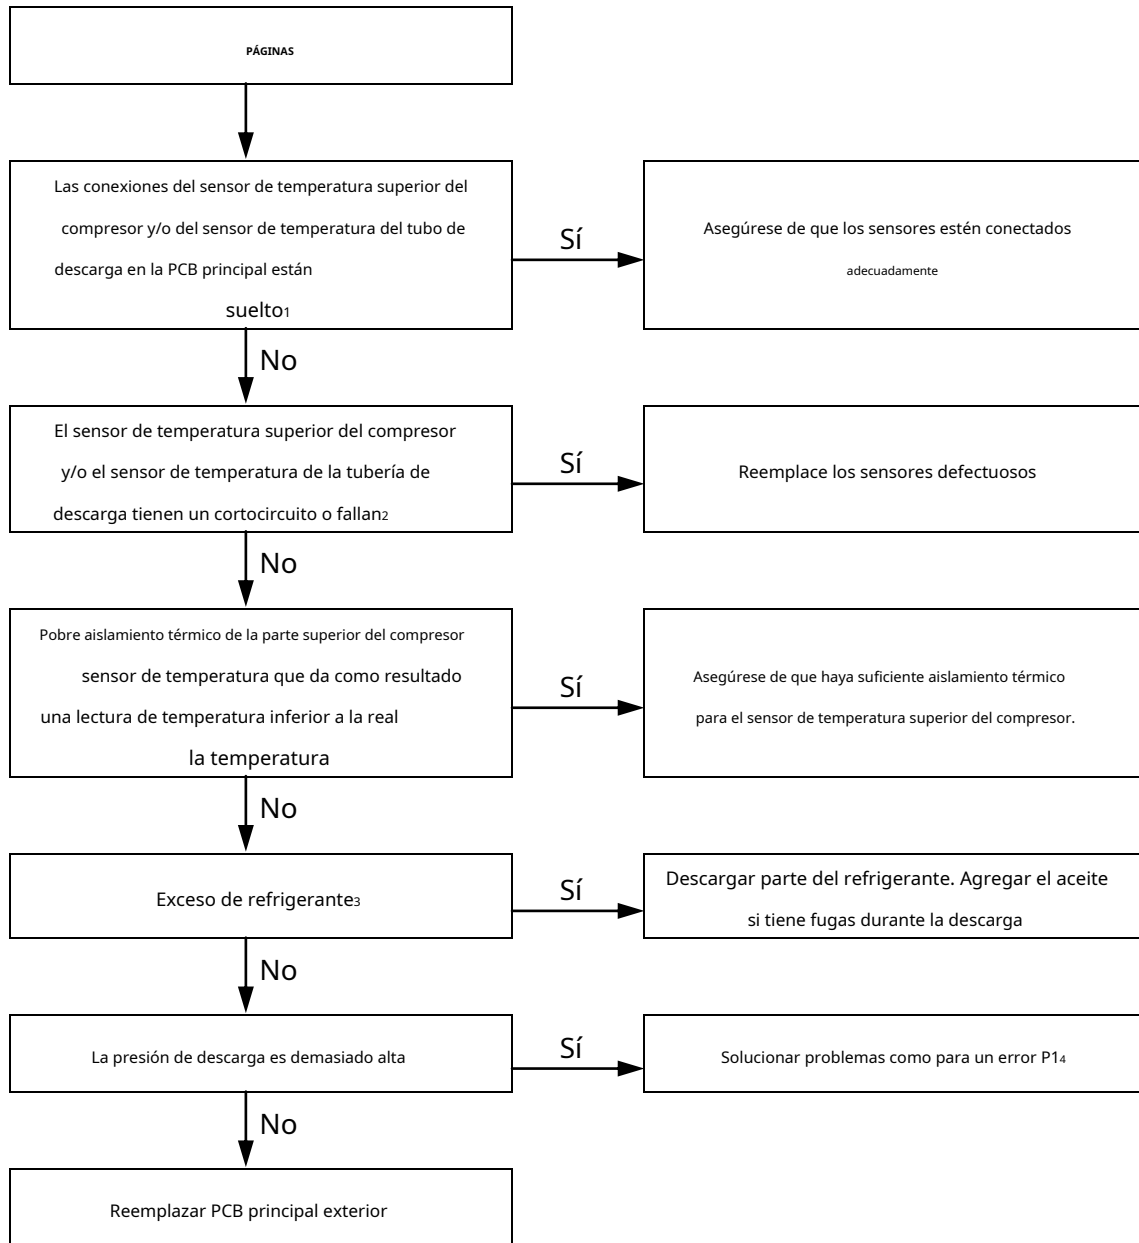 PÁGINAS
Las conexiones del sensor de temperatura superior del
compresor y/o del sensor de temperatura del tubo de
descarga en la PCB principal están
suelto1
Sí
Asegúrese de que los sensores estén conectados
adecuadamente
No
El sensor de temperatura superior del compresor
y/o el sensor de temperatura de la tubería de
descarga tienen un cortocircuito o fallan2
Sí
Reemplace los sensores defectuosos
No
Pobre aislamiento térmico de la parte superior del compresor
sensor de temperatura que da como resultado
una lectura de temperatura inferior a la real
la temperatura
Sí
Asegúrese de que haya suficiente aislamiento térmico
para el sensor de temperatura superior del compresor.
No
Exceso de refrigerante3
Sí
Descargar parte del refrigerante. Agregar el aceite
si tiene fugas durante la descarga
No
La presión de descarga es demasiado alta
Sí
Solucionar problemas como para un error P14
No
Reemplazar PCB principal exterior